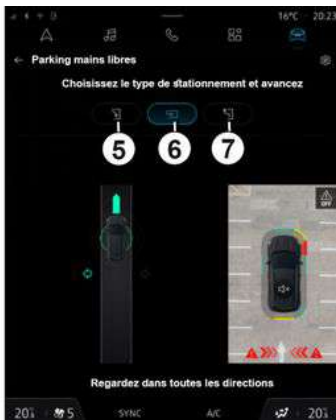 16°C 20:23
← Parking mains libres
Choisissez le type de stationnement et avancez
5 6 7
OFF
Regardez dans toutes les directions
5 SYNC A/C